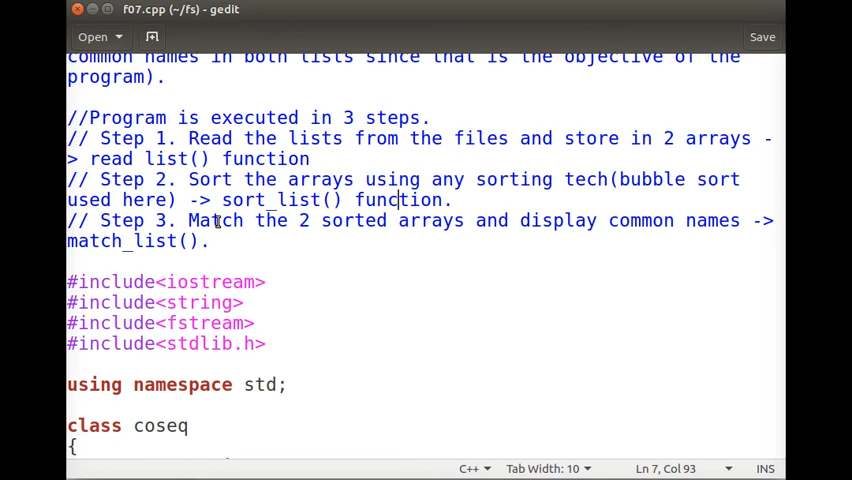 f07.cpp (~/fs) - gedit
Open
Save
common names in both lists since that is the objective of the
program).
//Program is executed in 3 steps.
// Step 1. Read the lists from the files and store in 2 arrays -
> read list() function
// Step 2. Sort the arrays using any sorting tech(bubble sort
used here) -> sort_list() function.
// Step 3. Match the 2 sorted arrays and display common names ->
match_list().
#include<iostream>
#include<string>
#include<fstream>
#include<stdlib.h>
using namespace std;
class coseq
{
C++ Tab Width: 10 Ln 7, Col 93 INS